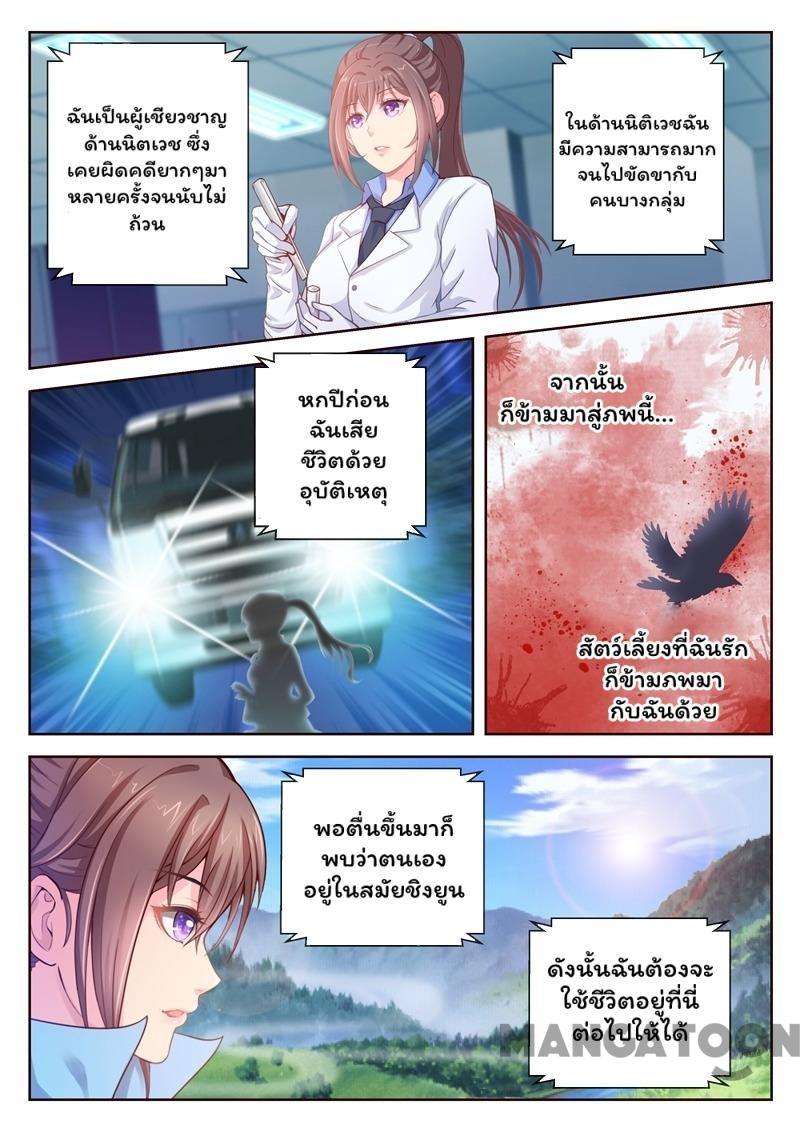 ฉันเป็นผู้เชียวชาญ
ด้านนิตเวช ซึ่ง
เคยผิดคดียากๆมา
หลายครั้งจนนับไม่
ถ้วน
ในด้านนิติเวชฉัน
มีความสามารถมาก
จนไปขัดขากับ
คนบางกลุ่ม
หกปีก่อน
ฉันเสีย
ชีวิตด้วย
อุบัติเหตุ
จากนั้น
ก็ข้ามมาสู่ภพนี้...
สัตว์เลี้ยงที่ฉันรัก
ก็ข้ามภพมา
กับฉันด้วย
พอตื่นขึ้นมาก็
พบว่าตนเอง
อยู่ในสมัยชิงยูน
ดังนั้นฉันต้องจะ
ใช้ชีวิตอยู่ที่นี่
ต่อไปให้ได้
MANGATOON